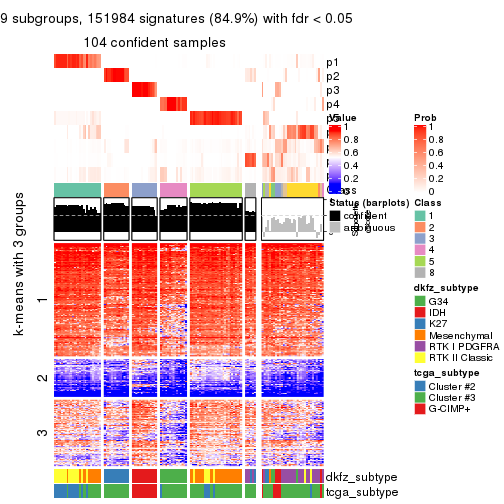 9 subgroups, 151984 signatures (84.9%) with fdr < 0.05
104 confident samples
p1
p2
p3
p4
Value
1
0.8
0.6
0.4
0.2
0
Prob
1
0.8
0.6
0.4
0.2
0
Status (barplots)
confident
ambiguous
Class
1
2
3
4
5
8
dkfz_subtype
G34
IDH
K27
Mesenchymal
RTK I PDGFRA
RTK II Classic
tcga_subtype
Cluster #2
Cluster #3
G-CIMP+
k-means with 3 groups
1
2
3
dkfz_subtype
tcga_subtype